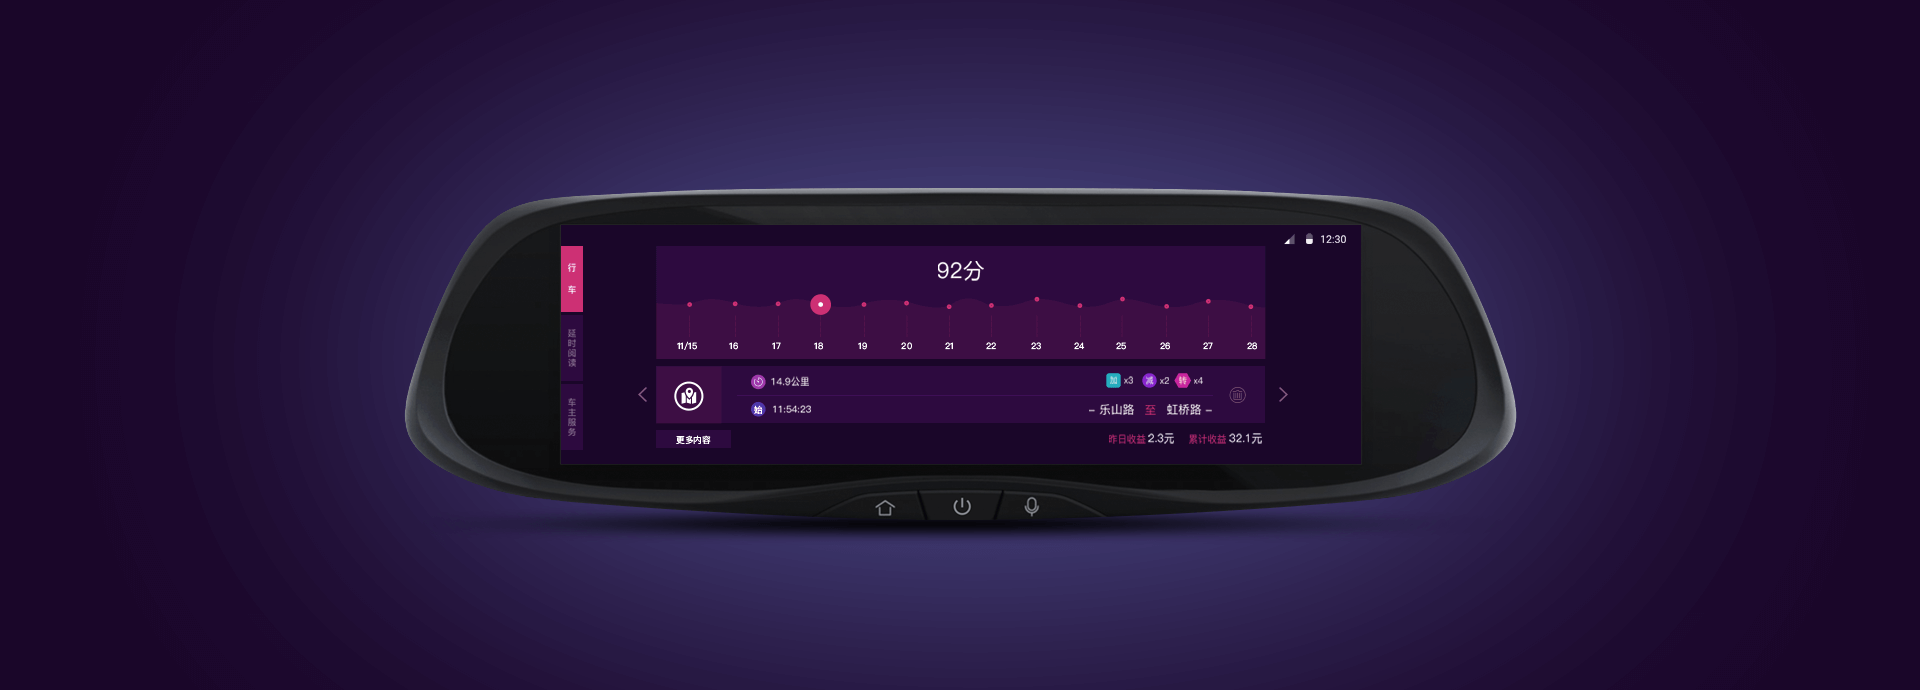 12:30
行车
延时阅读
车主服务
92分
11/15 16 17 18 19 20 21 22 23 24 25 26 27 28
14.9公里
加 x3 减 x2 转 x4
始 11:54:23
- 乐山路 至 虹桥路 -
更多内容
昨日收益 2.3元 累计收益 32.1元